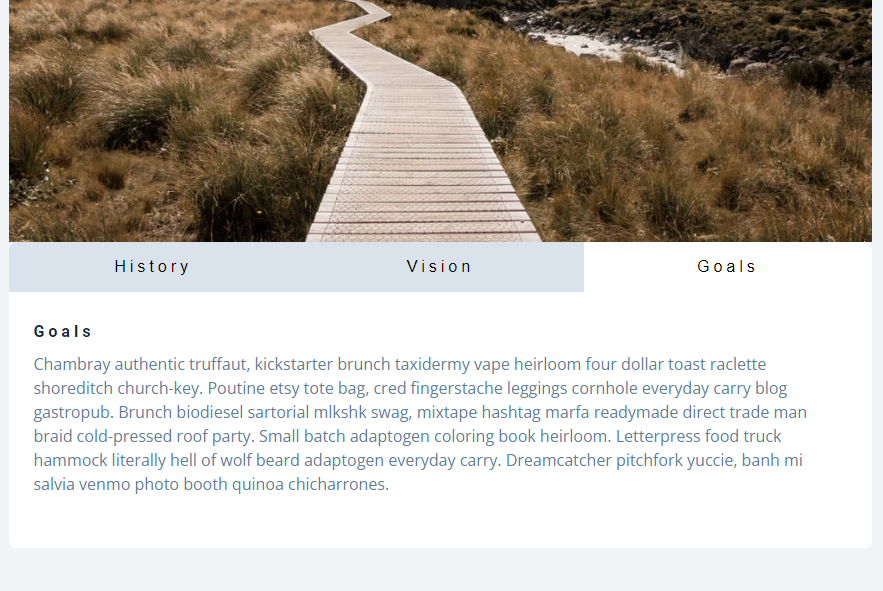 History
Vision
Goals
Goals
Chambray authentic truffaut, kickstarter brunch taxidermy vape heirloom four dollar toast raclette
shoreditch church-key. Poutine etsy tote bag, cred fingerstache leggings cornhole everyday carry blog
gastropub. Brunch biodiesel sartorial mlkshk swag, mixtape hashtag marfa readymade direct trade man
braid cold-pressed roof party. Small batch adaptogen coloring book heirloom. Letterpress food truck
hammock literally hell of wolf beard adaptogen everyday carry. Dreamcatcher pitchfork yuccie, banh mi
salvia venmo photo booth quinoa chicharrones.